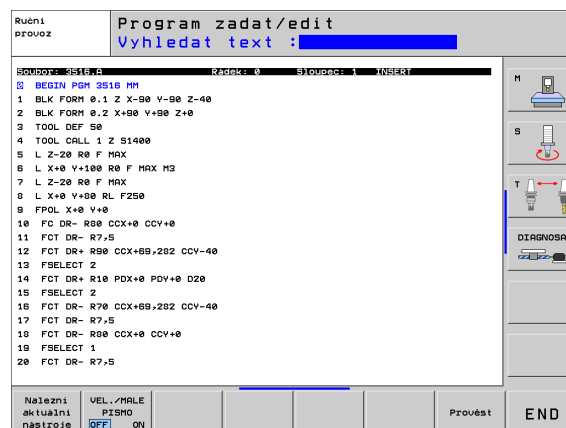 Ruční
provoz
Program zadat/edit
Vyhledat text :
Soubor: 3516.A Řádek: 0 Sloupec: 1 INSERT
0 BEGIN PGM 3516 MM
1 BLK FORM 0.1 Z X-90 Y-90 Z-40
2 BLK FORM 0.2 X+90 Y+90 Z+0
3 TOOL DEF 50
4 TOOL CALL 1 Z S1400
5 L Z-20 R0 F MAX
6 L X+0 Y+100 R0 F MAX M3
7 L Z-20 R0 F MAX
8 L X+0 Y+80 RL F250
9 FPOL X+0 Y+0
10 FC DR- R80 CCX+0 CCY+0
11 FCT DR- R7,5
12 FCT DR+ R90 CCX+69,282 CCY-40
13 FSELECT 2
14 FCT DR+ R10 PDX+0 PDY+0 D20
15 FSELECT 2
16 FCT DR- R70 CCX+69,282 CCY-40
17 FCT DR- R7,5
18 FCT DR- R80 CCX+0 CCY+0
19 FSELECT 1
20 FCT DR- R7,5
M
S
T
DIAGNOSA
Nalezni
aktuální
nástroje
VEL./MALE
PISMO
OFF ON
Provést
END